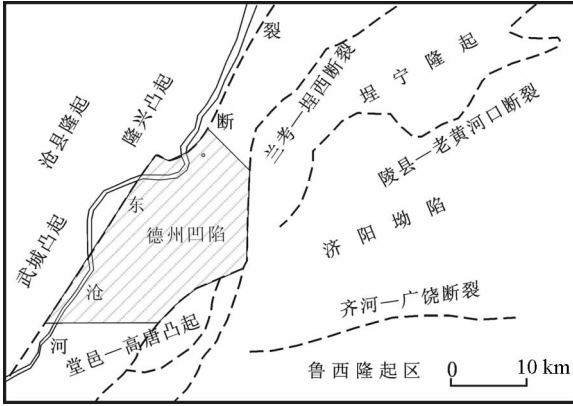 沧县隆起
隆兴凸起
武城凸起
沧东断裂
兰考—埕西断裂
埕宁隆起
陵县—老黄河口断裂
济阳坳陷
德州凹陷
齐河—广饶断裂
堂邑—高唐凸起
河
鲁西隆起区
0 10 km